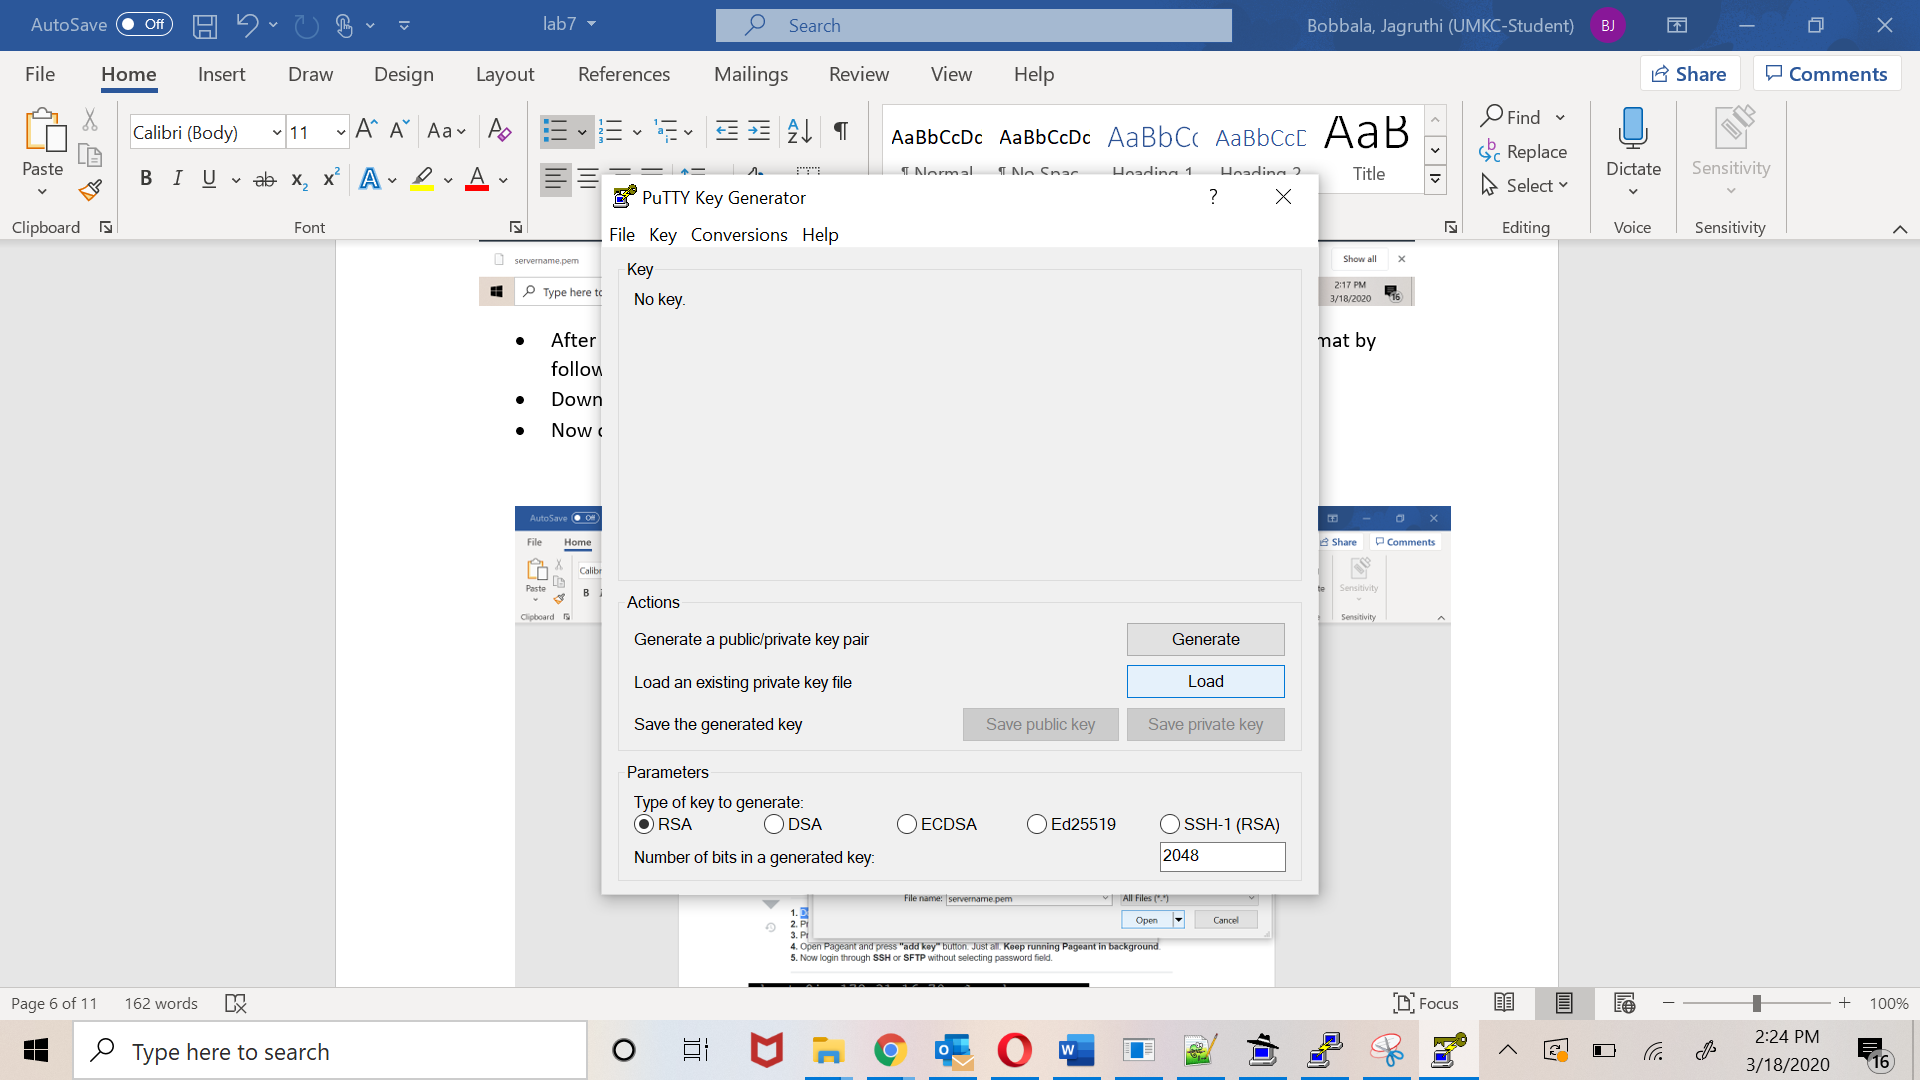 AutoSave Off lab7 Search Bobbala, Jagruthi (UMKC-Student) BJ
File Home Insert Draw Design Layout References Mailings Review View Help Share Comments
Calibri (Body) 11 Aa
AaBbCcDc AaBbCcDc AaBbCc AaBbCcD AaB
Find
Paste
Replace
Dictate Sensitivity
¶ Normal ¶ No Spac... Heading 1 Heading 2 Title
Select
B I U ab x2 x2 A A
Clipboard Font Editing Voice Sensitivity
PuTTY Key Generator ?
File Key Conversions Help
servername.pem
Show all
Type here to
2:17 PM
3/18/2020
16
Key
No key.
After
mat by
follow
Down
Now
AutoSave Off
File Home
Share Comments
Paste
Calibr
B
Sensitivity
Clipboard
Sensitivity
Actions
Generate a public/private key pair Generate
Load an existing private key file Load
Save the generated key Save public key Save private key
Parameters
Type of key to generate:
RSA DSA ECDSA Ed25519 SSH-1 (RSA)
Number of bits in a generated key: 2048
File name: servername.pem All Files (*.*)
Open Cancel
1.
2.
3.
4. Open Pageant and press "add key" button. Just all. Keep running Pageant in background.
5. Now login through SSH or SFTP without selecting password field.
Page 6 of 11 162 words Focus 100%
Type here to search
2:24 PM
3/18/2020
16